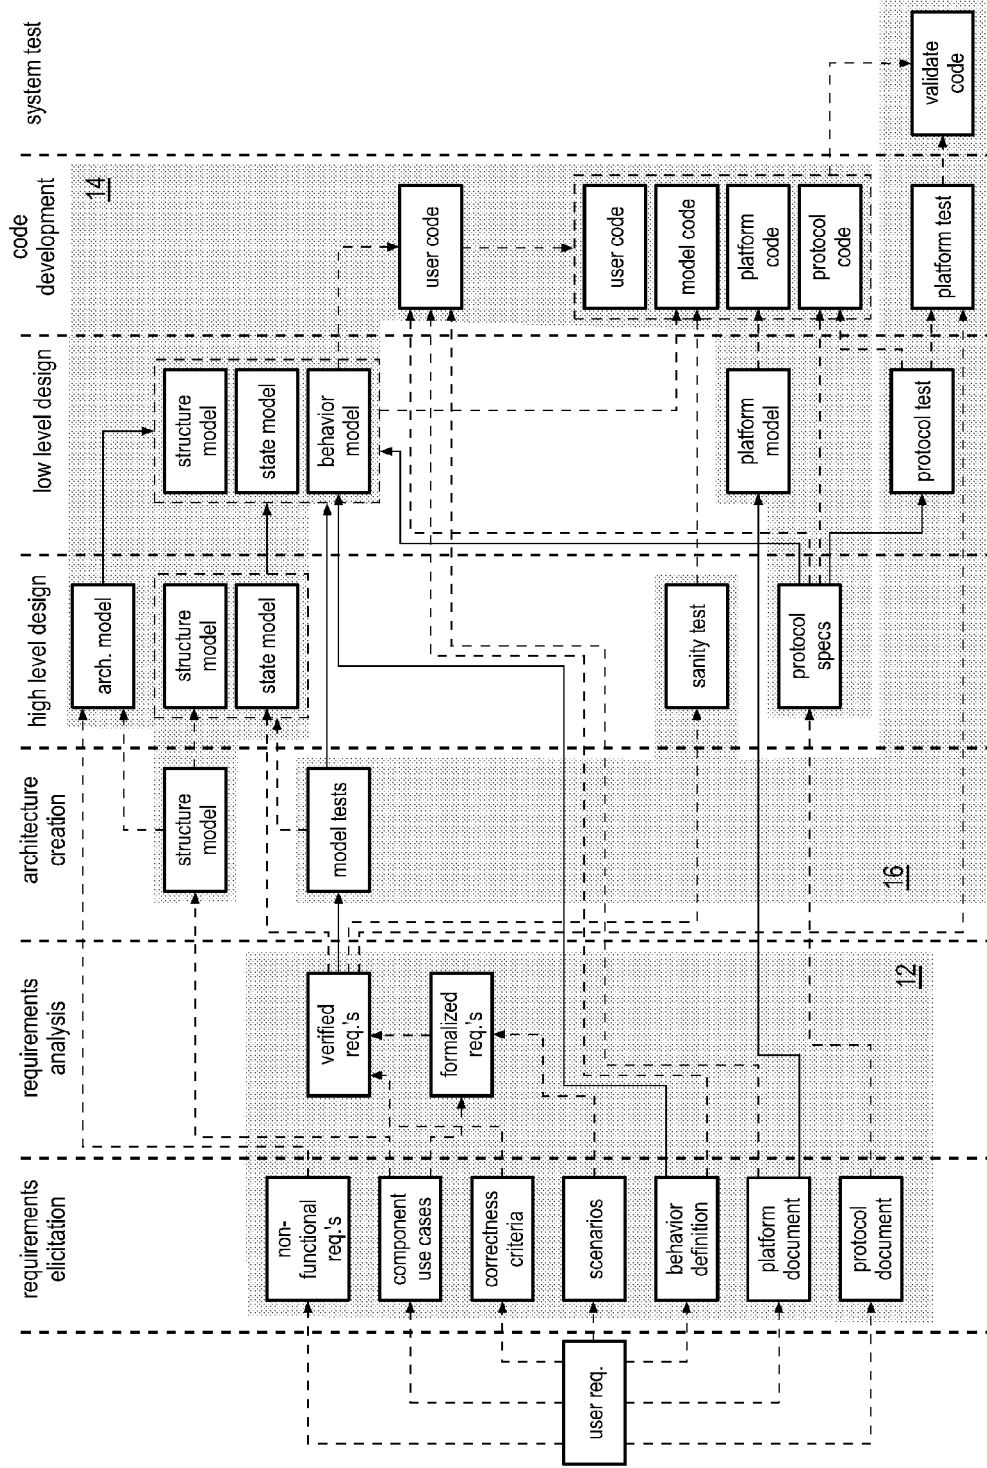 requirements
elicitation
requirements
analysis
architecture
creation
high level design
low level design
code
development
system test
user req.
non-
functional
req.'s
component
use cases
correctness
criteria
scenarios
behavior
definition
platform
document
protocol
document
verified
req.'s
formalized
req.'s
12
structure
model
model tests
16
arch. model
structure
model
state model
sanity test
protocol
specs
structure
model
state model
behavior
model
platform
model
protocol test
14
user code
user code
model code
platform
code
protocol
code
platform test
validate
code